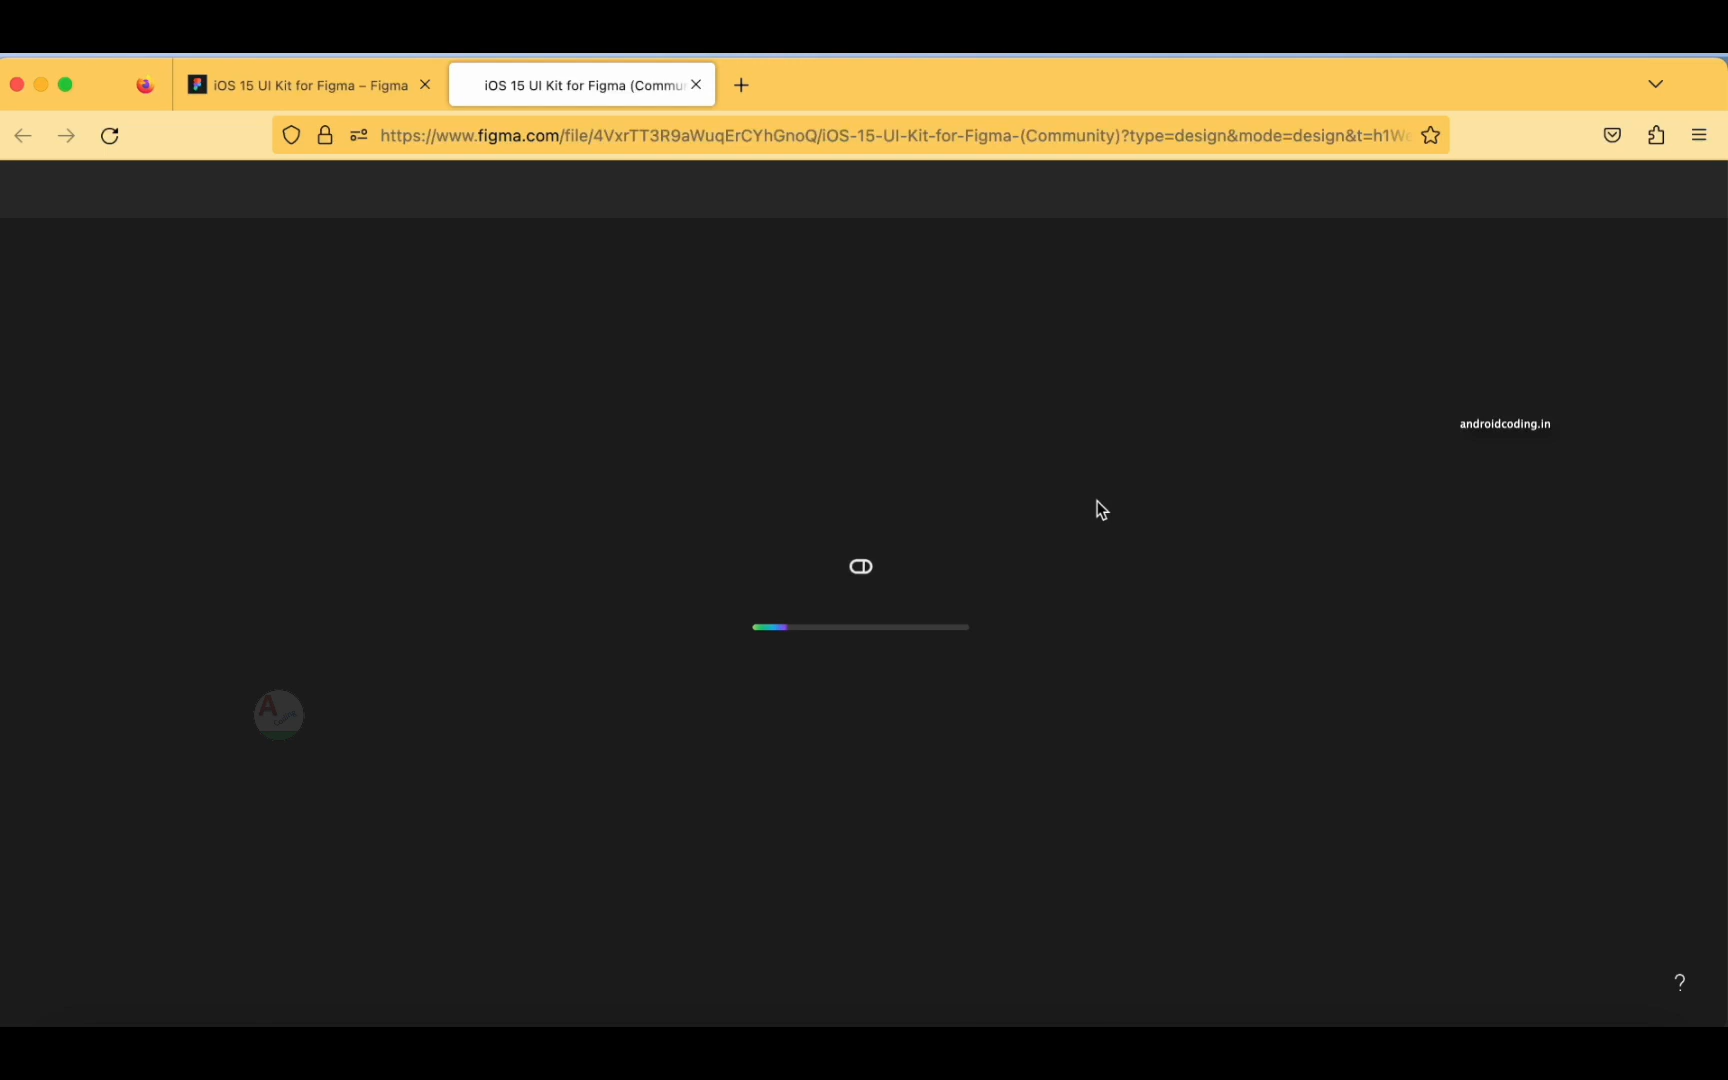 iOS 15 UI Kit for Figma – Figma
iOS 15 UI Kit for Figma (Commu
https://www.figma.com/file/4VxrTT3R9aWuqErCYhGnoQ/iOS-15-UI-Kit-for-Figma-(Community)?type=design&mode=design&t=h1We
androidcoding.in
A
?